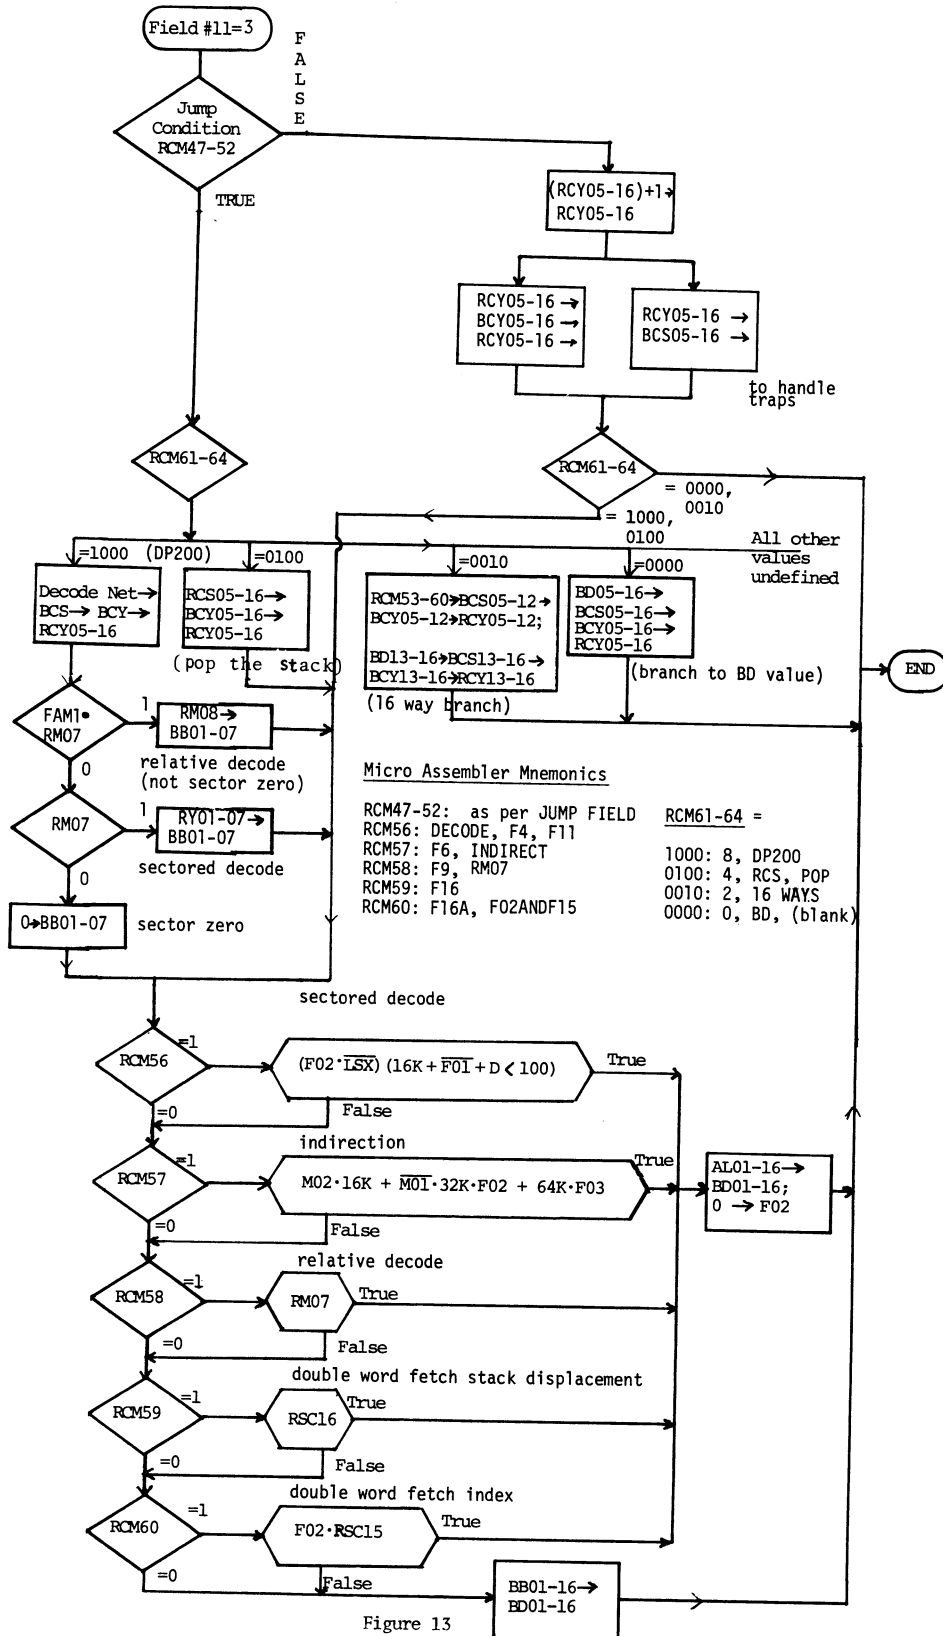 Field #11=3
F
A
L
S
E
Jump
Condition
RCM47-52
TRUE
(RCY05-16)+1→
RCY05-16
RCY05-16 →
BCY05-16 →
RCY05-16 →
RCY05-16 →
BCS05-16 →
to handle
traps
RCM61-64
RCM61-64
= 0000,
0010
= 1000,
0100
All other
values
undefined
=1000 (DP200)
=0100
=0010
=0000
Decode Net→
BCS→ BCY→
RCY05-16
RCS05-16→
BCY05-16→
RCY05-16
(pop the stack)
RCM53-60→BCS05-12→
BCY05-12→RCY05-12;
BD13-16→BCS13-16→
BCY13-16→RCY13-16
(16 way branch)
BD05-16→
BCS05-16→
BCY05-16→
RCY05-16
(branch to BD value)
END
FAM1•
RM07
1
RM08→
BB01-07
0
relative decode
(not sector zero)
RM07
1
RY01-07→
BB01-07
0
sectored decode
0→BB01-07
sector zero
Micro Assembler Mnemonics
RCM47-52: as per JUMP FIELD
RCM56: DECODE, F4, F11
RCM57: F6, INDIRECT
RCM58: F9, RM07
RCM59: F16
RCM60: F16A, F02ANDF15
RCM61-64 =
1000: 8, DP200
0100: 4, RCS, POP
0010: 2, 16 WAYS
0000: 0, BD, (blank)
sectored decode
RCM56
=1
(F02·L̅S̅X̅) (16K + F̅0̅1̅ + D < 100)
True
=0
False
indirection
RCM57
=1
M02·16K + M̅0̅1̅·32K·F02 + 64K·F03
True
AL01-16→
BD01-16;
0 → F02
=0
False
relative decode
RCM58
=1
RM07
True
=0
False
double word fetch stack displacement
RCM59
=1
RSC16
True
=0
False
double word fetch index
RCM60
=1
F02·RSC15
True
=0
False
BB01-16→
BD01-16
Figure 13